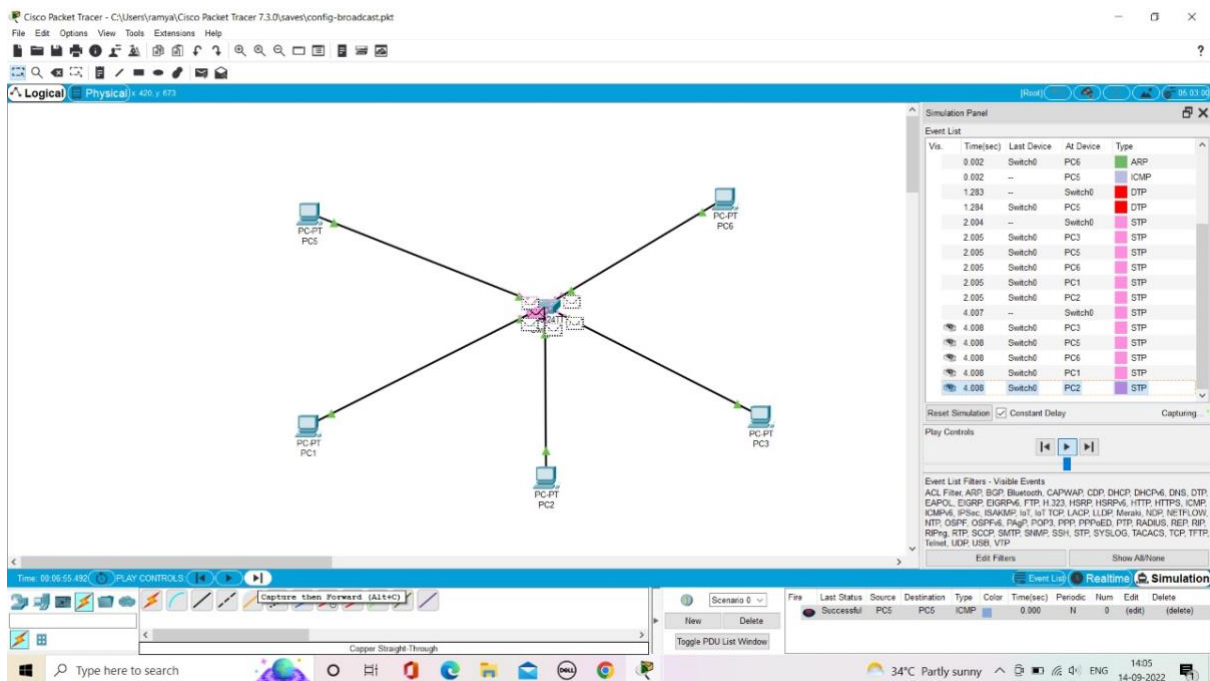 Cisco Packet Tracer - C:\Users\ramya\Cisco Packet Tracer 7.3.0\saves\config-broadcast.pkt
File Edit Options View Tools Extensions Help
?
Logical Physical x: 420, y: 673 [Root] 05:03:00
PC-PT
PC5
PC-PT
PC6
PC-PT
PC1
PC-PT
PC2
PC-PT
PC3
Simulation Panel
Event List
Vis. Time(sec) Last Device At Device Type
0.002 Switch0 PC6 ARP
0.002 -- PC5 ICMP
1.283 -- Switch0 DTP
1.284 Switch0 PC5 DTP
2.004 -- Switch0 STP
2.005 Switch0 PC3 STP
2.005 Switch0 PC5 STP
2.005 Switch0 PC6 STP
2.005 Switch0 PC1 STP
2.005 Switch0 PC2 STP
4.007 -- Switch0 STP
4.008 Switch0 PC3 STP
4.008 Switch0 PC5 STP
4.008 Switch0 PC6 STP
4.008 Switch0 PC1 STP
4.008 Switch0 PC2 STP
Reset Simulation Constant Delay Capturing...
Play Controls
Event List Filters - Visible Events
ACL Filter, ARP, BGP, Bluetooth, CAPWAP, CDP, DHCP, DHCPv6, DNS, DTP,
EAPOL, EIGRP, EIGRPv6, FTP, H.323, HSRP, HSRPv6, HTTP, HTTPS, ICMP,
ICMPv6, IPSec, ISAKMP, IoT, IoT TCP, LACP, LLDP, Meraki, NDP, NETFLOW,
NTP, OSPF, OSPFv6, PAgP, POP3, PPP, PPPoED, PTP, RADIUS, REP, RIP,
RIPng, RTP, SCCP, SMTP, SNMP, SSH, STP, SYSLOG, TACACS, TCP, TFTP,
Telnet, UDP, USB, VTP
Edit Filters Show All/None
Time: 00:06:55.492 PLAY CONTROLS: Event List Realtime Simulation
Capture then Forward (Alt+C)
Copper Straight-Through
Scenario 0
New Delete
Toggle PDU List Window
Fire Last Status Source Destination Type Color Time(sec) Periodic Num Edit Delete
Successful PC5 PC5 ICMP 0.000 N 0 (edit) (delete)
Type here to search
DELL
34°C Partly sunny ENG 14:05
14-09-2022
1